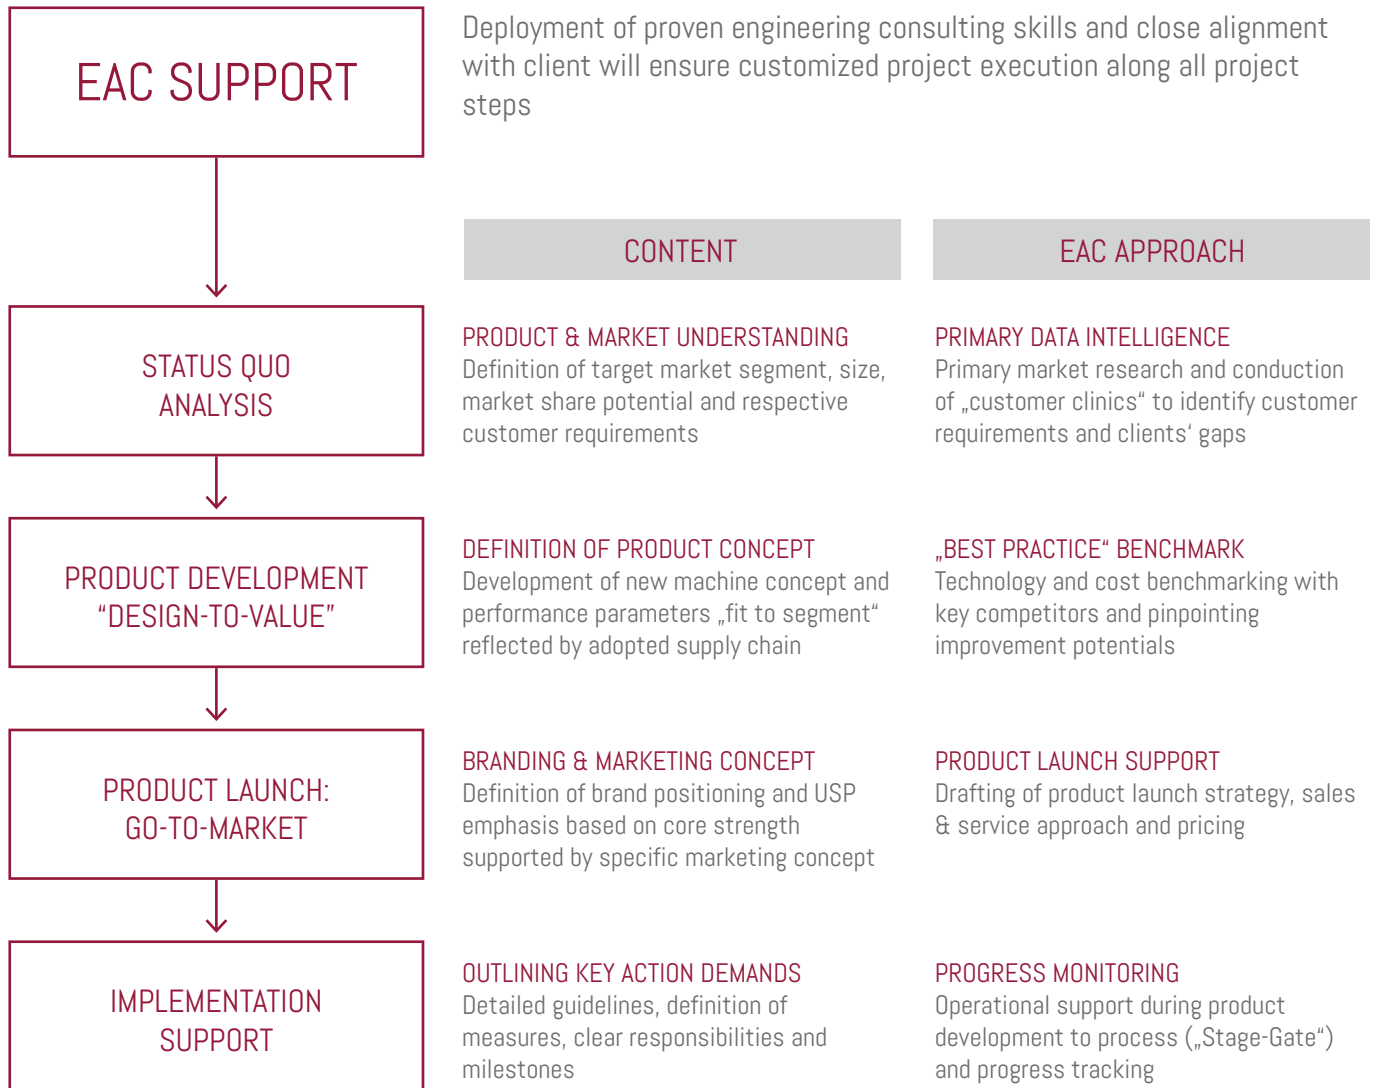 EAC SUPPORT
Deployment of proven engineering consulting skills and close alignment
with client will ensure customized project execution along all project
steps
CONTENT
EAC APPROACH
STATUS QUO
ANALYSIS
PRODUCT & MARKET UNDERSTANDING
Definition of target market segment, size,
market share potential and respective
customer requirements
PRIMARY DATA INTELLIGENCE
Primary market research and conduction
of „customer clinics“ to identify customer
requirements and clients‘ gaps
PRODUCT DEVELOPMENT
“DESIGN-TO-VALUE”
DEFINITION OF PRODUCT CONCEPT
Development of new machine concept and
performance parameters „fit to segment“
reflected by adopted supply chain
„BEST PRACTICE“ BENCHMARK
Technology and cost benchmarking with
key competitors and pinpointing
improvement potentials
PRODUCT LAUNCH:
GO-TO-MARKET
BRANDING & MARKETING CONCEPT
Definition of brand positioning and USP
emphasis based on core strength
supported by specific marketing concept
PRODUCT LAUNCH SUPPORT
Drafting of product launch strategy, sales
& service approach and pricing
IMPLEMENTATION
SUPPORT
OUTLINING KEY ACTION DEMANDS
Detailed guidelines, definition of
measures, clear responsibilities and
milestones
PROGRESS MONITORING
Operational support during product
development to process („Stage-Gate“)
and progress tracking